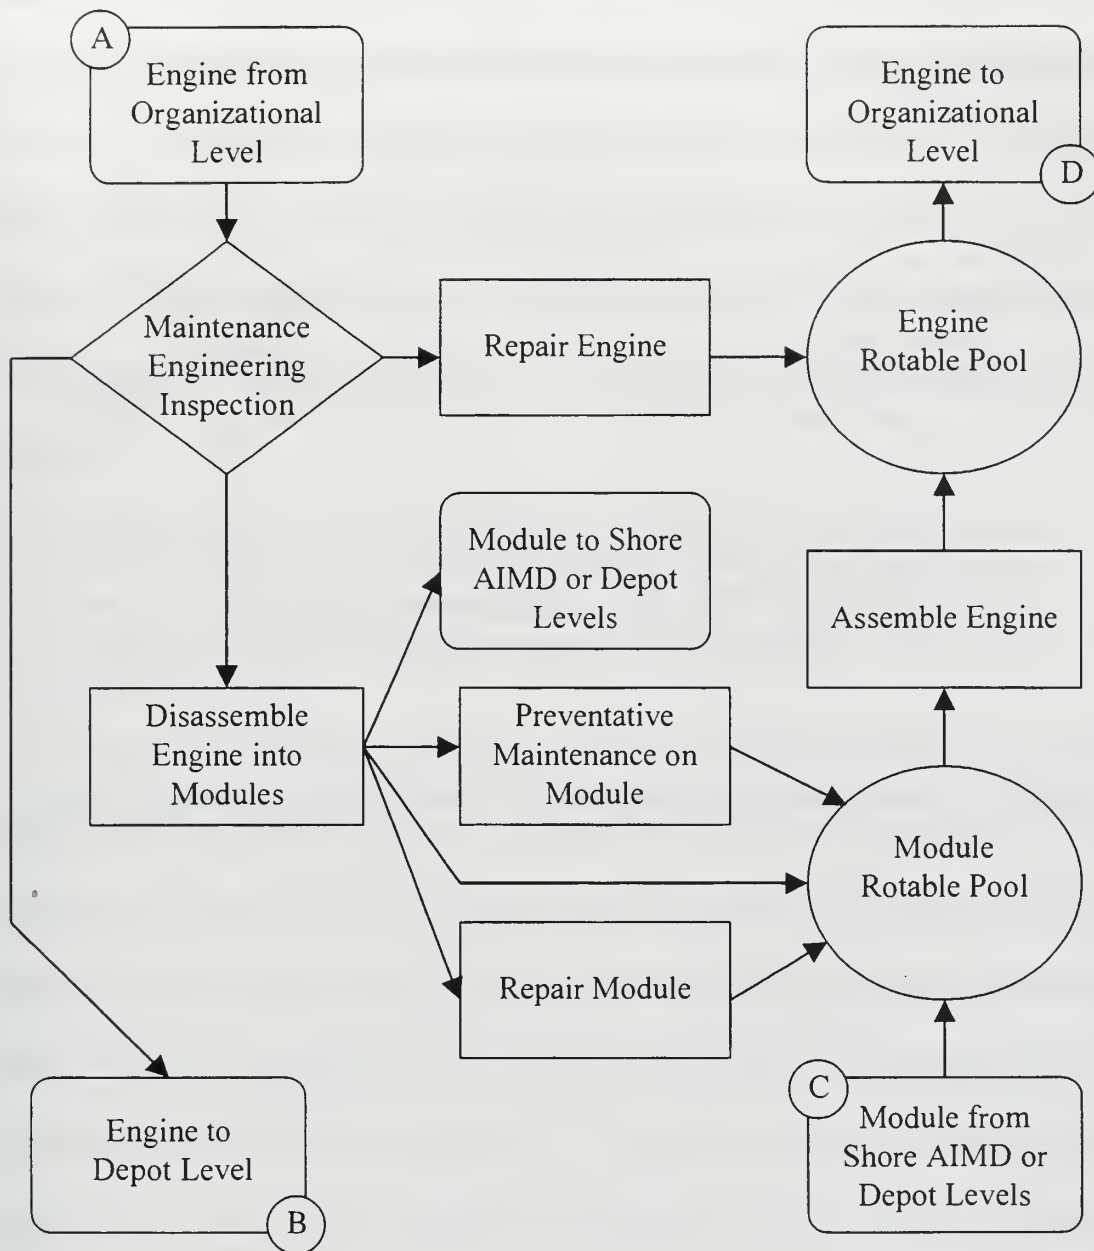 A
Engine from
Organizational
Level
Engine to
Organizational
Level
D
Maintenance
Engineering
Inspection
Repair Engine
Engine
Rotable Pool
Module to Shore
AIMD or Depot
Levels
Assemble Engine
Disassemble
Engine into
Modules
Preventative
Maintenance on
Module
Module
Rotable Pool
Repair Module
Engine to
Depot Level
B
C
Module from
Shore AIMD or
Depot Levels